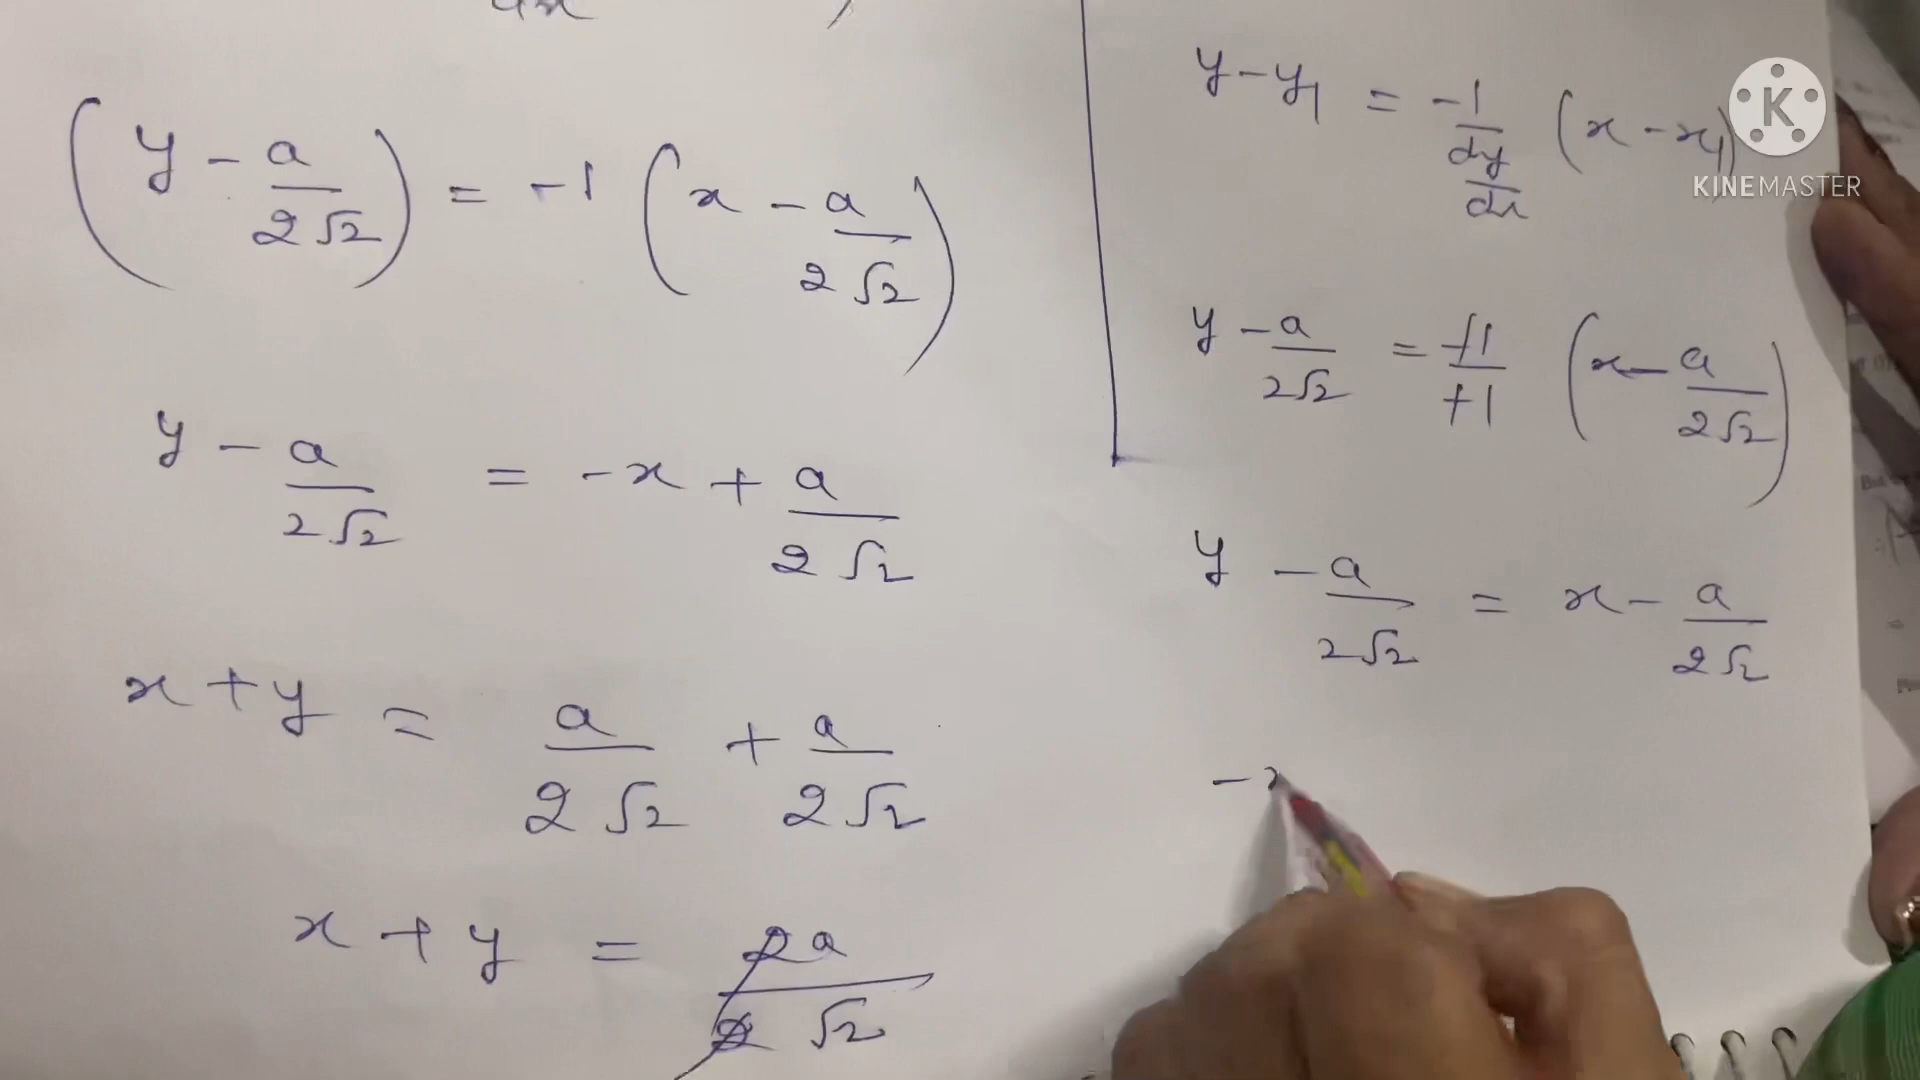 (y - a/2√2) = -1 (x - a/2√2)
y - a/2√2 = -x + a/2√2
x + y = a/2√2 + a/2√2
x + y = 2a/2√2
y - y₁ = -1/(dy/dx) (x - x₁)
y - a/2√2 = +1/+1 (x - a/2√2)
y - a/2√2 = x - a/2√2
- x
K
KINEMASTER